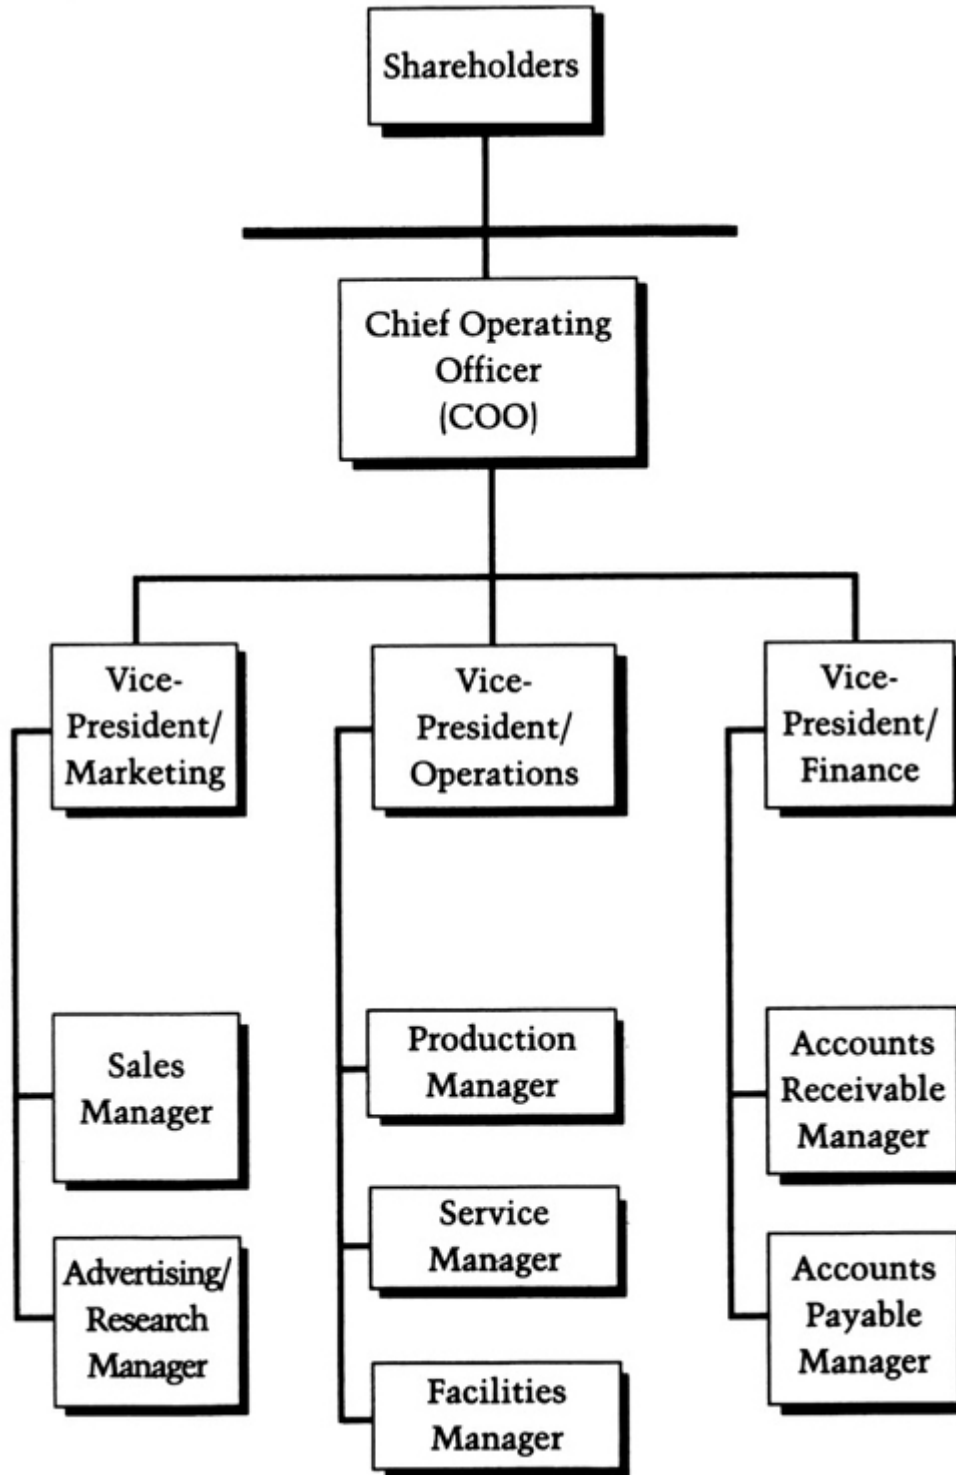 Shareholders
Chief Operating
Officer
(COO)
Vice-
President/
Marketing
Vice-
President/
Operations
Vice-
President/
Finance
Sales
Manager
Advertising/
Research
Manager
Production
Manager
Service
Manager
Facilities
Manager
Accounts
Receivable
Manager
Accounts
Payable
Manager